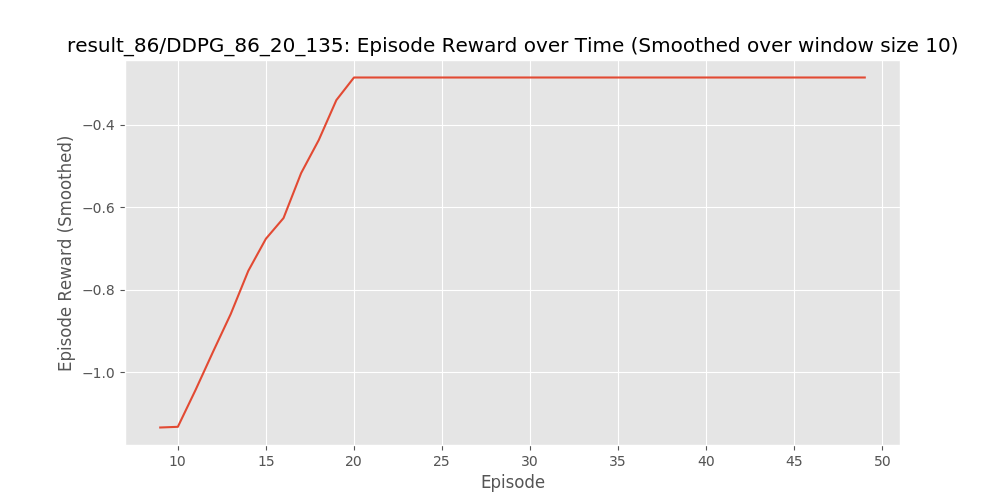 result_86/DDPG_86_20_135: Episode Reward over Time (Smoothed over window size 10)
Episode Reward (Smoothed)
−0.4
−0.6
−0.8
−1.0
10 15 20 25 30 35 40 45 50
Episode